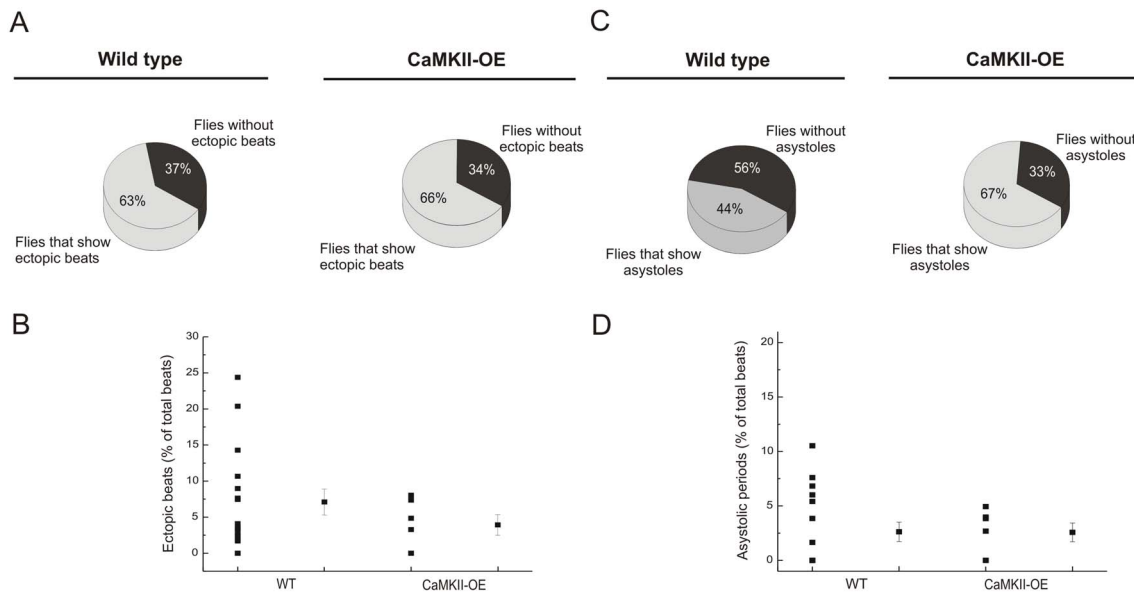 A
Wild type
CaMKII-OE
Flies without
ectopic beats
37%
63%
Flies that show
ectopic beats
Flies without
ectopic beats
34%
66%
Flies that show
ectopic beats
C
Wild type
CaMKII-OE
Flies without
asystoles
56%
44%
Flies that show
asystoles
Flies without
asystoles
33%
67%
Flies that show
asystoles
B
Ectopic beats (% of total beats)
30
25
20
15
10
5
0
WT
CaMKII-OE
D
Asystolic periods (% of total beats)
20
15
10
5
0
WT
CaMKII-OE